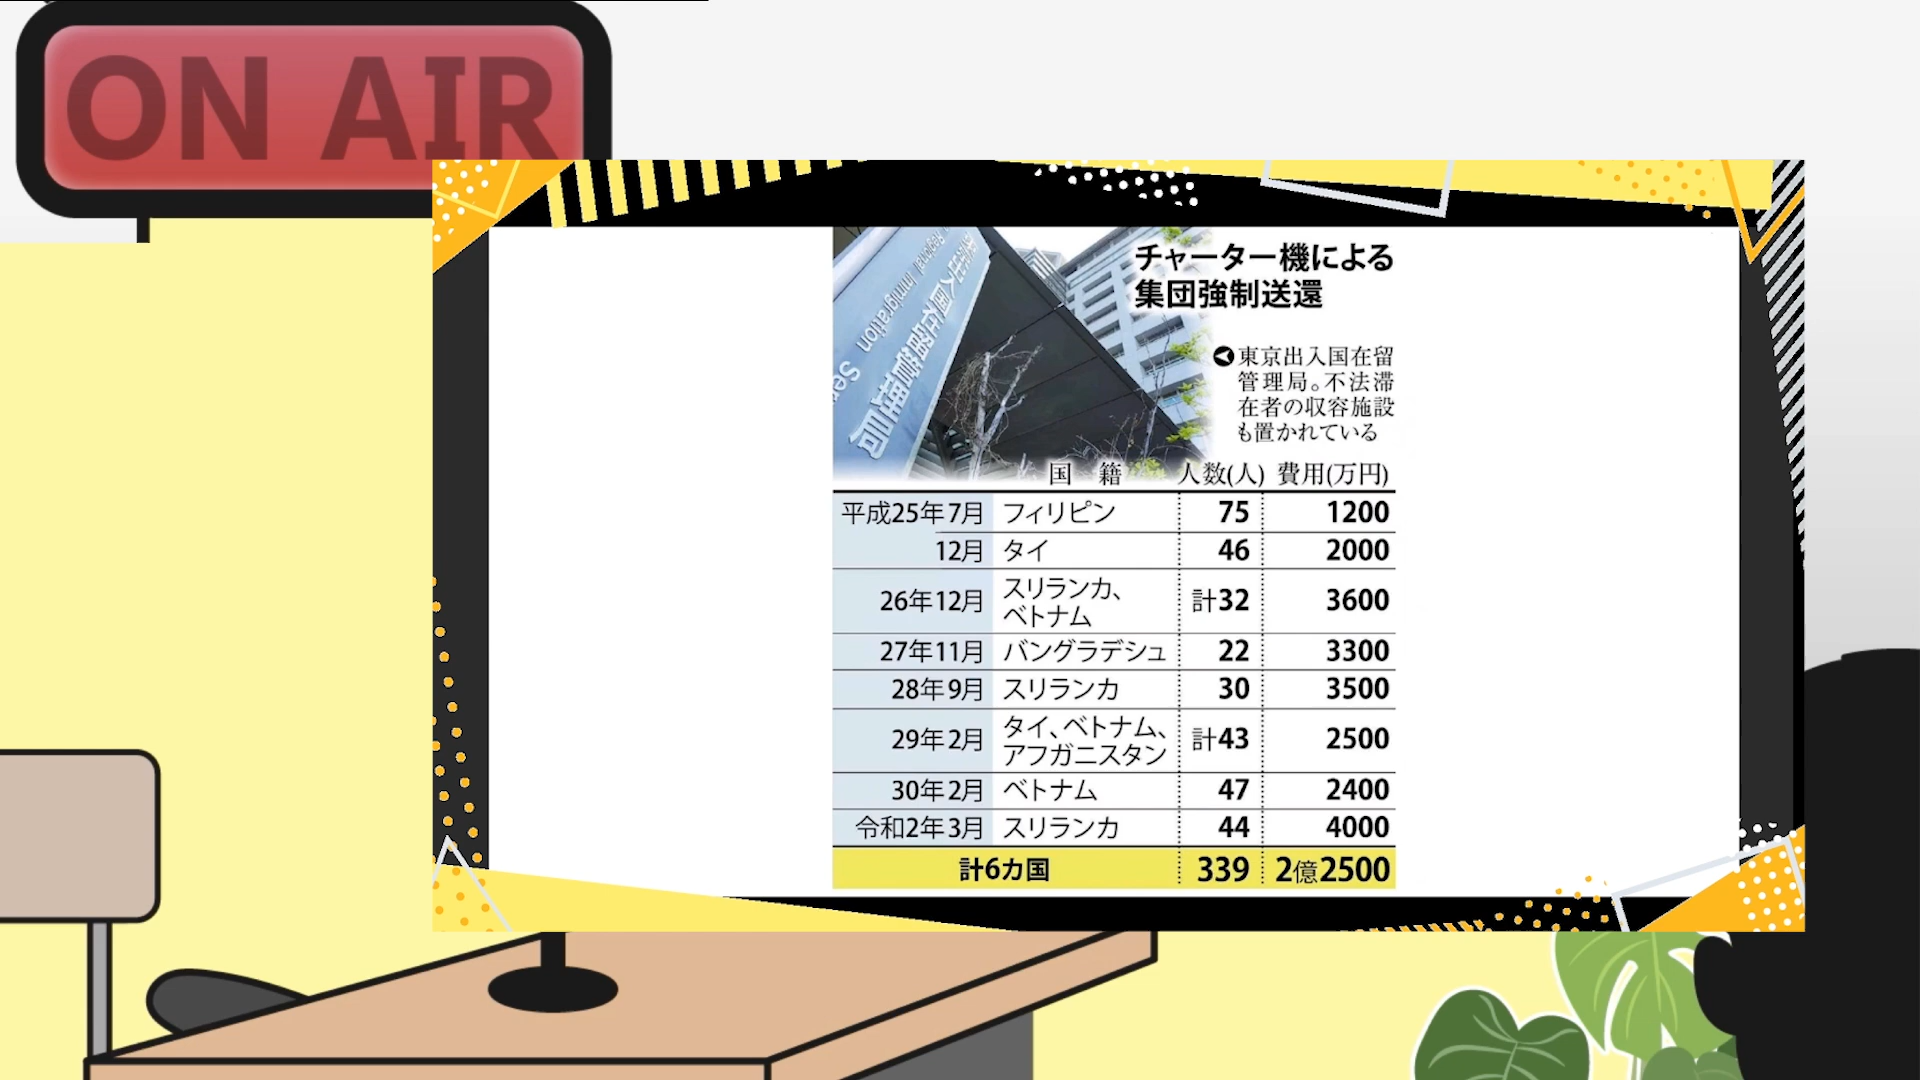 ON AIR
チャーター機による
集団強制送還
東京出入国在留
管理局。不法滞
在者の収容施設
も置かれている
入国在留管理局
Regional Immigration
国籍 人数(人) 費用(万円)
平成25年7月 フィリピン 75 1200
12月 タイ 46 2000
26年12月 スリランカ、
ベトナム 計32 3600
27年11月 バングラデシュ 22 3300
28年9月 スリランカ 30 3500
29年2月 タイ、ベトナム、
アフガニスタン 計43 2500
30年2月 ベトナム 47 2400
令和2年3月 スリランカ 44 4000
計6カ国 339 2億2500